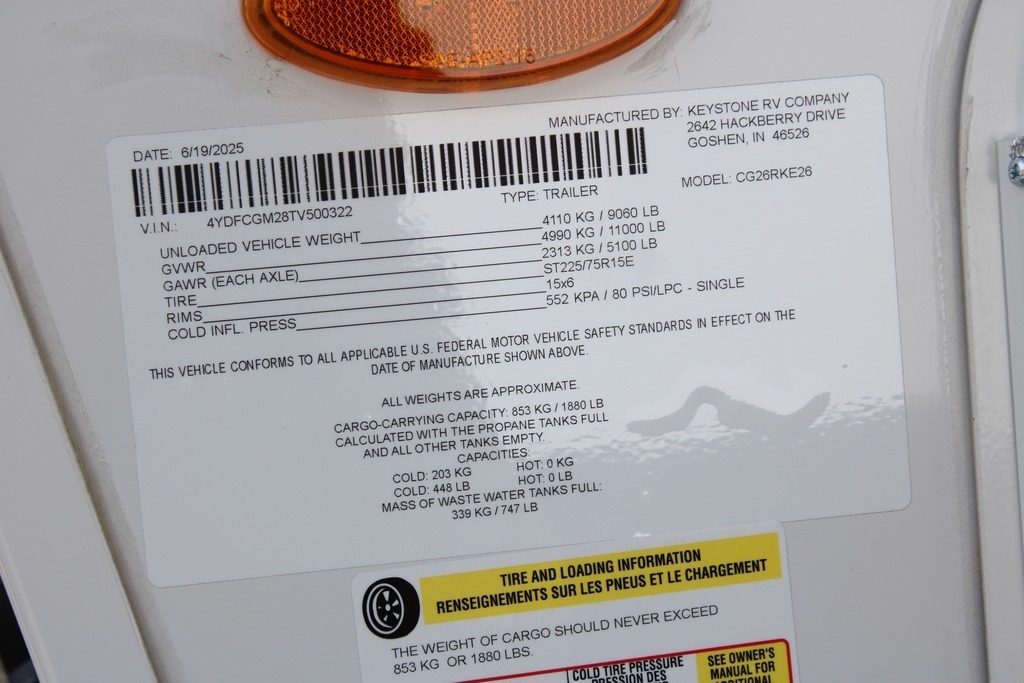 DATE: 6/19/2025
MANUFACTURED BY: KEYSTONE RV COMPANY
2642 HACKBERRY DRIVE
GOSHEN, IN 46526
V.I.N.: 4YDFCGM28TV500322
TYPE: TRAILER
MODEL: CG26RKE26
UNLOADED VEHICLE WEIGHT 4110 KG / 9060 LB
GVWR 4990 KG / 11000 LB
GAWR (EACH AXLE) 2313 KG / 5100 LB
TIRE ST225/75R15E
RIMS 15x6
COLD INFL. PRESS 552 KPA / 80 PSI/LPC - SINGLE
THIS VEHICLE CONFORMS TO ALL APPLICABLE U.S. FEDERAL MOTOR VEHICLE SAFETY STANDARDS IN EFFECT ON THE
DATE OF MANUFACTURE SHOWN ABOVE.
ALL WEIGHTS ARE APPROXIMATE.
CARGO-CARRYING CAPACITY: 853 KG / 1880 LB
CALCULATED WITH THE PROPANE TANKS FULL
AND ALL OTHER TANKS EMPTY.
CAPACITIES:
COLD: 203 KG HOT: 0 KG
COLD: 448 LB HOT: 0 LB
MASS OF WASTE WATER TANKS FULL:
339 KG / 747 LB
TIRE AND LOADING INFORMATION
RENSEIGNEMENTS SUR LES PNEUS ET LE CHARGEMENT
THE WEIGHT OF CARGO SHOULD NEVER EXCEED
853 KG OR 1880 LBS.
COLD TIRE PRESSURE
PRESSION DES
SEE OWNER'S
MANUAL FOR